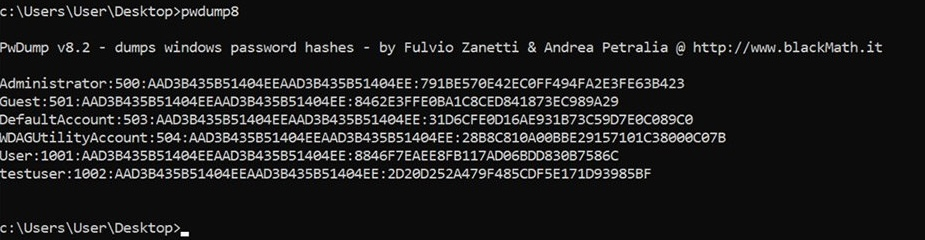 c:\Users\User\Desktop>pwdump8
PwDump v8.2 - dumps windows password hashes - by Fulvio Zanetti & Andrea Petralia @ http://www.blackMath.it
Administrator:500:AAD3B435B51404EEAAD3B435B51404EE:791BE570E42EC0FF494FA2E3FE63B423
Guest:501:AAD3B435B51404EEAAD3B435B51404EE:8462E3FFE0BA1C8CED841873EC989A29
DefaultAccount:503:AAD3B435B51404EEAAD3B435B51404EE:31D6CFE0D16AE931B73C59D7E0C089C0
WDAGUtilityAccount:504:AAD3B435B51404EEAAD3B435B51404EE:28B8C810A00BBE29157101C38000C07B
User:1001:AAD3B435B51404EEAAD3B435B51404EE:8846F7EAEE8FB117AD06BDD830B7586C
testuser:1002:AAD3B435B51404EEAAD3B435B51404EE:2D20D252A479F485CDF5E171D93985BF
c:\Users\User\Desktop>